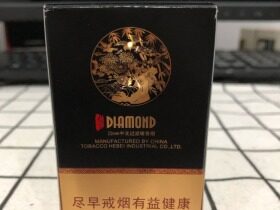 DIAMOND
MANUFACTURED BY CHINA
TOBACCO HEBEI INDUSTRIAL CO.,LTD.
尽早戒烟有益健康